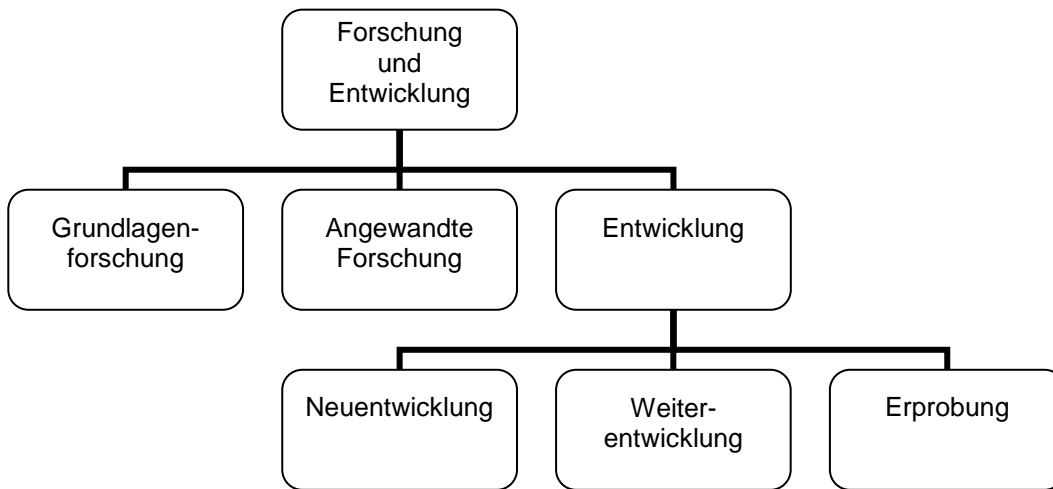 Forschung
und
Entwicklung
Grundlagen-
forschung
Angewandte
Forschung
Entwicklung
Neuentwicklung
Weiter-
entwicklung
Erprobung